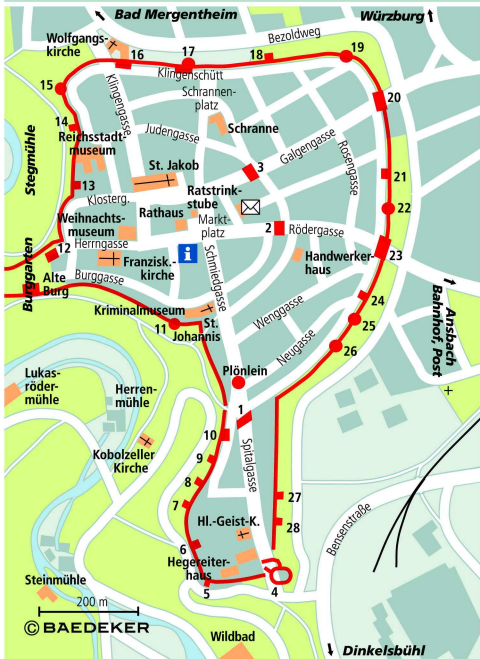 Bad Mergentheim
Würzburg
Wolfgangs-
kirche
16
17
18
Bezoldweg
19
Klingenschütt
15
Schrannen-
platz
20
Klingengasse
14
Judengasse
Schranne
Reichsstadt-
museum
Galgengasse
Rosengasse
Stegmühle
St. Jakob
3
13
21
Klosterg.
Ratstrink-
stube
Weihnachts-
museum
Rathaus
Markt-
platz
22
2
Rödergasse
12
Herrngasse
23
Burggarten
Franzisk.-
kirche
i
Schmiedgasse
Handwerker-
haus
Alte
Burg
Burggasse
24
Kriminalmuseum
St.
Johannis
11
Wenggasse
25
Ansbach
Bahnhof, Post
Neugasse
26
Plönlein
Lukas-
röder-
mühle
Herren-
mühle
1
10
Kobolzeller
Kirche
9
Spitalgasse
8
27
7
Hl.-Geist-K.
28
Bensenstraße
6
Hegereiter-
haus
Steinmühle
5
4
200 m
© BAEDEKER
Wildbad
Dinkelsbühl